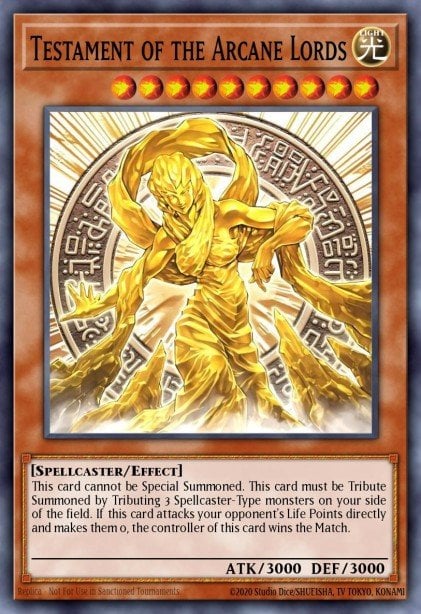 Testament of the Arcane Lords
LIGHT
光
[Spellcaster/Effect]
This card cannot be Special Summoned. This card must be Tribute
Summoned by Tributing 3 Spellcaster-Type monsters on your side
of the field. If this card attacks your opponent's Life Points directly
and makes them 0, the controller of this card wins the Match.
ATK/3000 DEF/3000
Replica - Not For Use in Sanctioned Tournaments.
©2020 Studio Dice/SHUEISHA, TV TOKYO, KONAMI